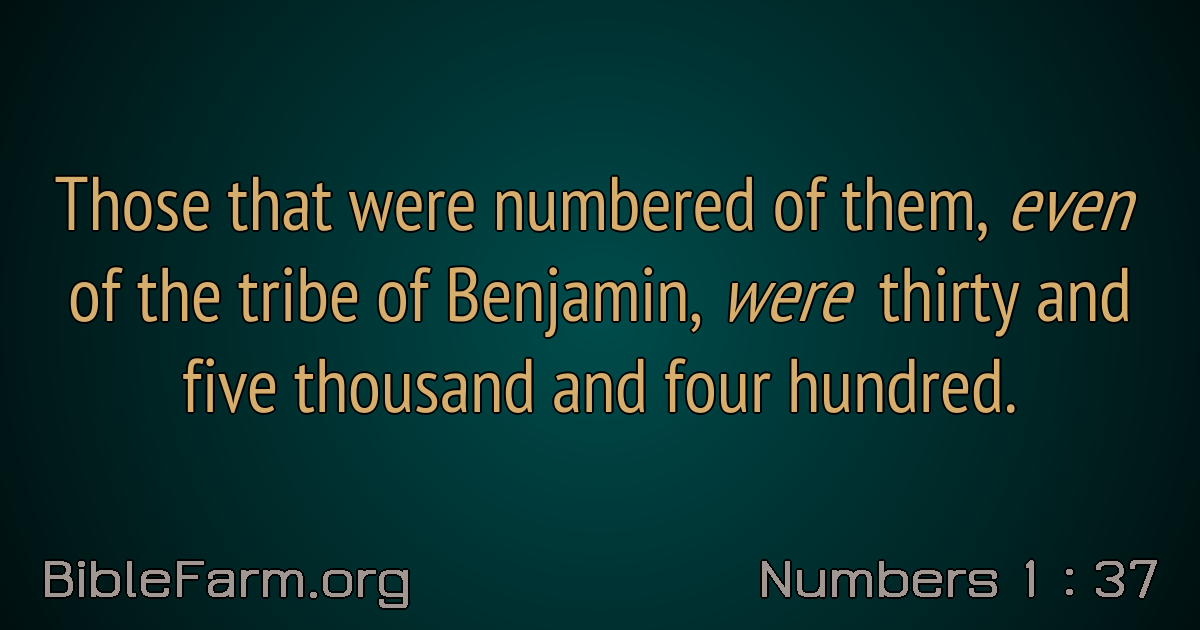 Those that were numbered of them, even
of the tribe of Benjamin, were thirty and
five thousand and four hundred.
BibleFarm.org
Numbers 1 : 37